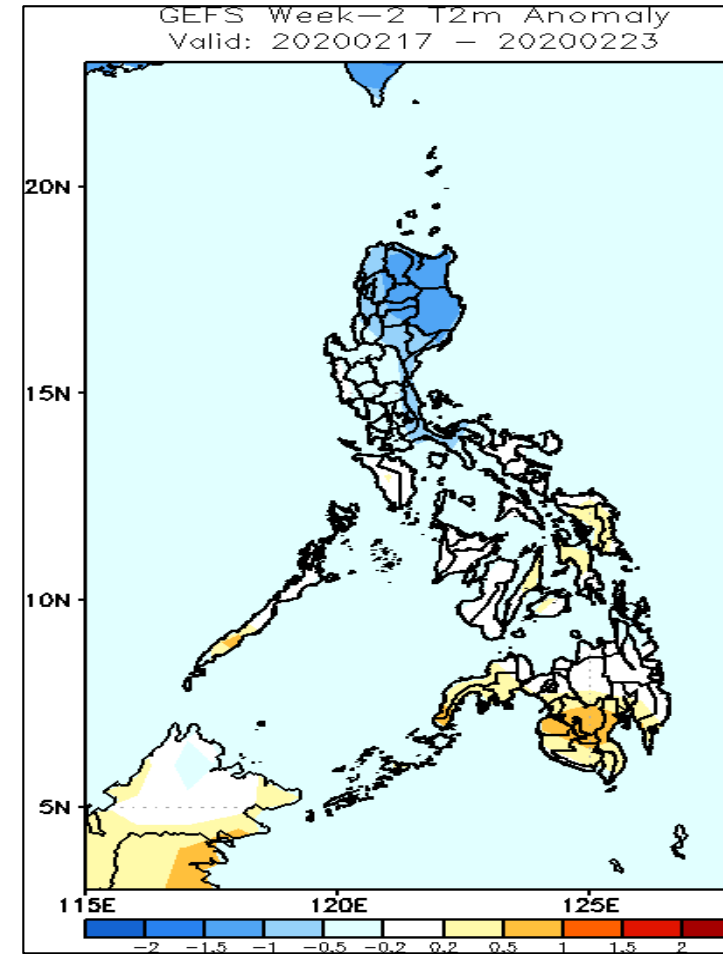 GEFS Week-2 T2m Anomaly
Valid: 20200217 - 20200223
20N
15N
10N
5N
115E 120E 125E
-2 -1.5 -1 -0.5 -0.2 0.2 0.5 1 1.5 2